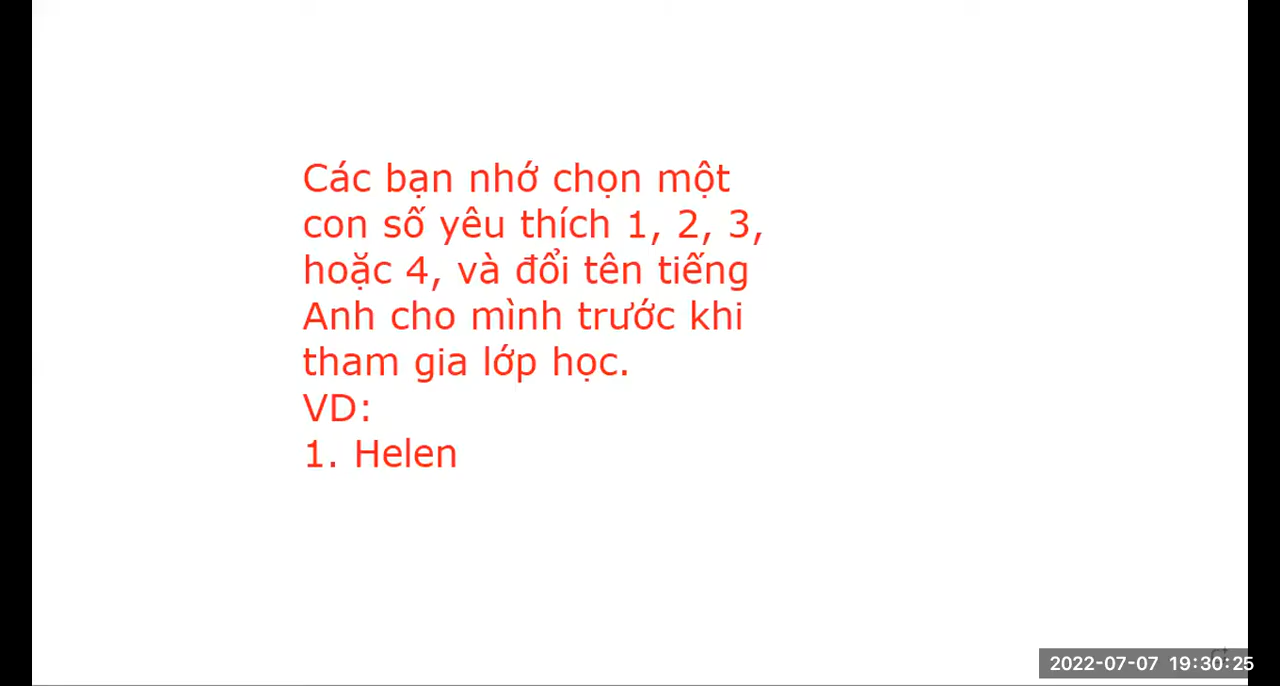 Các bạn nhớ chọn một
con số yêu thích 1, 2, 3,
hoặc 4, và đổi tên tiếng
Anh cho mình trước khi
tham gia lớp học.
VD:
1. Helen
2022-07-07 19:30:25